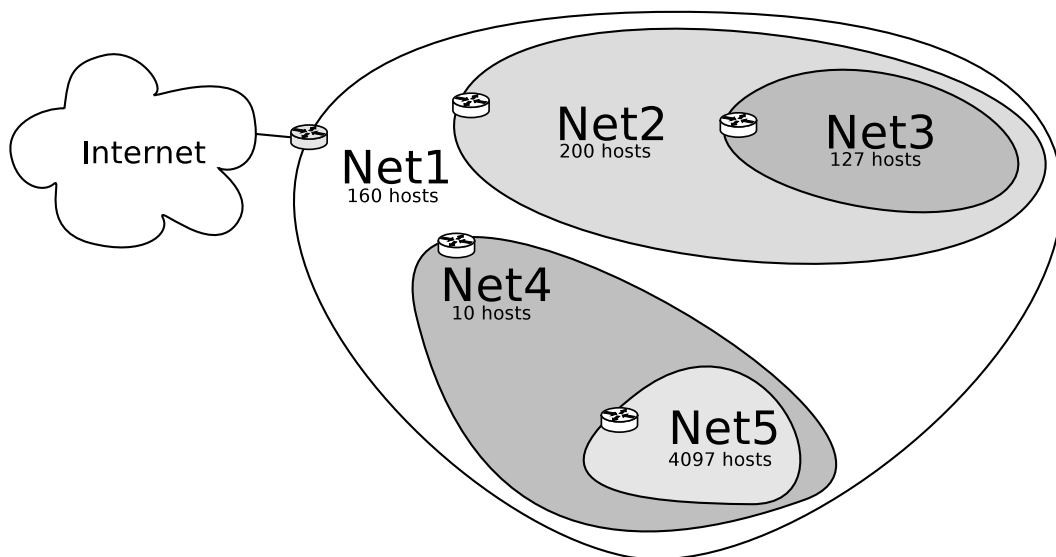 Internet
Net1
160 hosts
Net2
200 hosts
Net3
127 hosts
Net4
10 hosts
Net5
4097 hosts